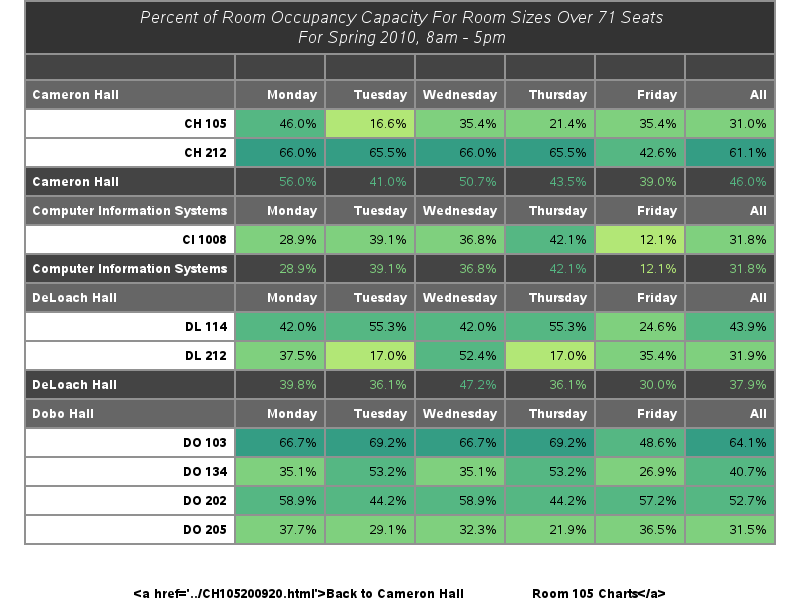 Percent of Room Occupancy Capacity For Room Sizes Over 71 Seats
For Spring 2010, 8am - 5pm
Cameron Hall Monday Tuesday Wednesday Thursday Friday All
CH 105 46.0% 16.6% 35.4% 21.4% 35.4% 31.0%
CH 212 66.0% 65.5% 66.0% 65.5% 42.6% 61.1%
Cameron Hall 56.0% 41.0% 50.7% 43.5% 39.0% 46.0%
Computer Information Systems Monday Tuesday Wednesday Thursday Friday All
CI 1008 28.9% 39.1% 36.8% 42.1% 12.1% 31.8%
Computer Information Systems 28.9% 39.1% 36.8% 42.1% 12.1% 31.8%
DeLoach Hall Monday Tuesday Wednesday Thursday Friday All
DL 114 42.0% 55.3% 42.0% 55.3% 24.6% 43.9%
DL 212 37.5% 17.0% 52.4% 17.0% 35.4% 31.9%
DeLoach Hall 39.8% 36.1% 47.2% 36.1% 30.0% 37.9%
Dobo Hall Monday Tuesday Wednesday Thursday Friday All
DO 103 66.7% 69.2% 66.7% 69.2% 48.6% 64.1%
DO 134 35.1% 53.2% 35.1% 53.2% 26.9% 40.7%
DO 202 58.9% 44.2% 58.9% 44.2% 57.2% 52.7%
DO 205 37.7% 29.1% 32.3% 21.9% 36.5% 31.5%
<a href='../CH105200920.html'>Back to Cameron Hall Room 105 Charts</a>